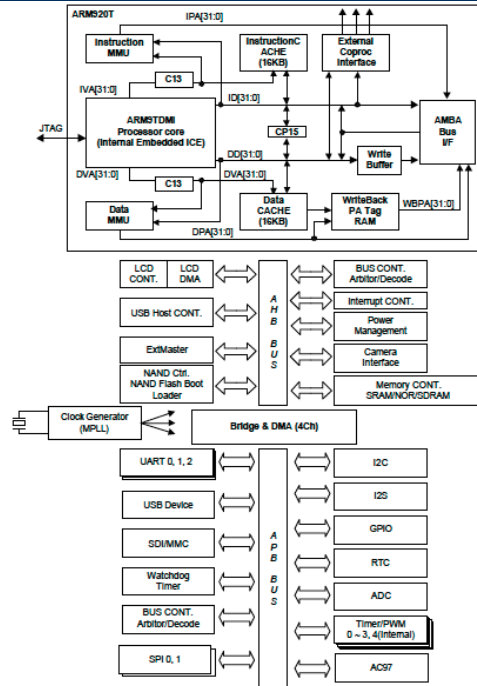 ARM920T
IPA[31:0]
Instruction
MMU
C13
InstructionC
ACHE
(16KB)
External
Coproc
Interface
IVA[31:0]
ID[31:0]
JTAG
ARM9TDMI
Processor core
(Internal Embedded ICE)
CP15
AMBA
Bus
I/F
DD[31:0]
Write
Buffer
DVA[31:0]
C13
DVA[31:0]
Data
MMU
Data
CACHE
(16KB)
WriteBack
PA Tag
RAM
WBPA[31:0]
DPA[31:0]
LCD
CONT.
LCD
DMA
BUS CONT.
Arbitor/Decode
USB Host CONT.
Interrupt CONT.
Power
Management
ExtMaster
Camera
Interface
NAND Ctrl.
NAND Flash Boot
Loader
Memory CONT.
SRAM/NOR/SDRAM
A
H
B
B
U
S
Clock Generator
(MPLL)
Bridge & DMA (4Ch)
UART 0, 1, 2
I2C
USB Device
I2S
SDI/MMC
GPIO
Watchdog
Timer
RTC
BUS CONT.
Arbitor/Decode
ADC
Timer/PWM
0 ~ 3, 4(Internal)
SPI 0, 1
AC97
A
P
B
B
U
S